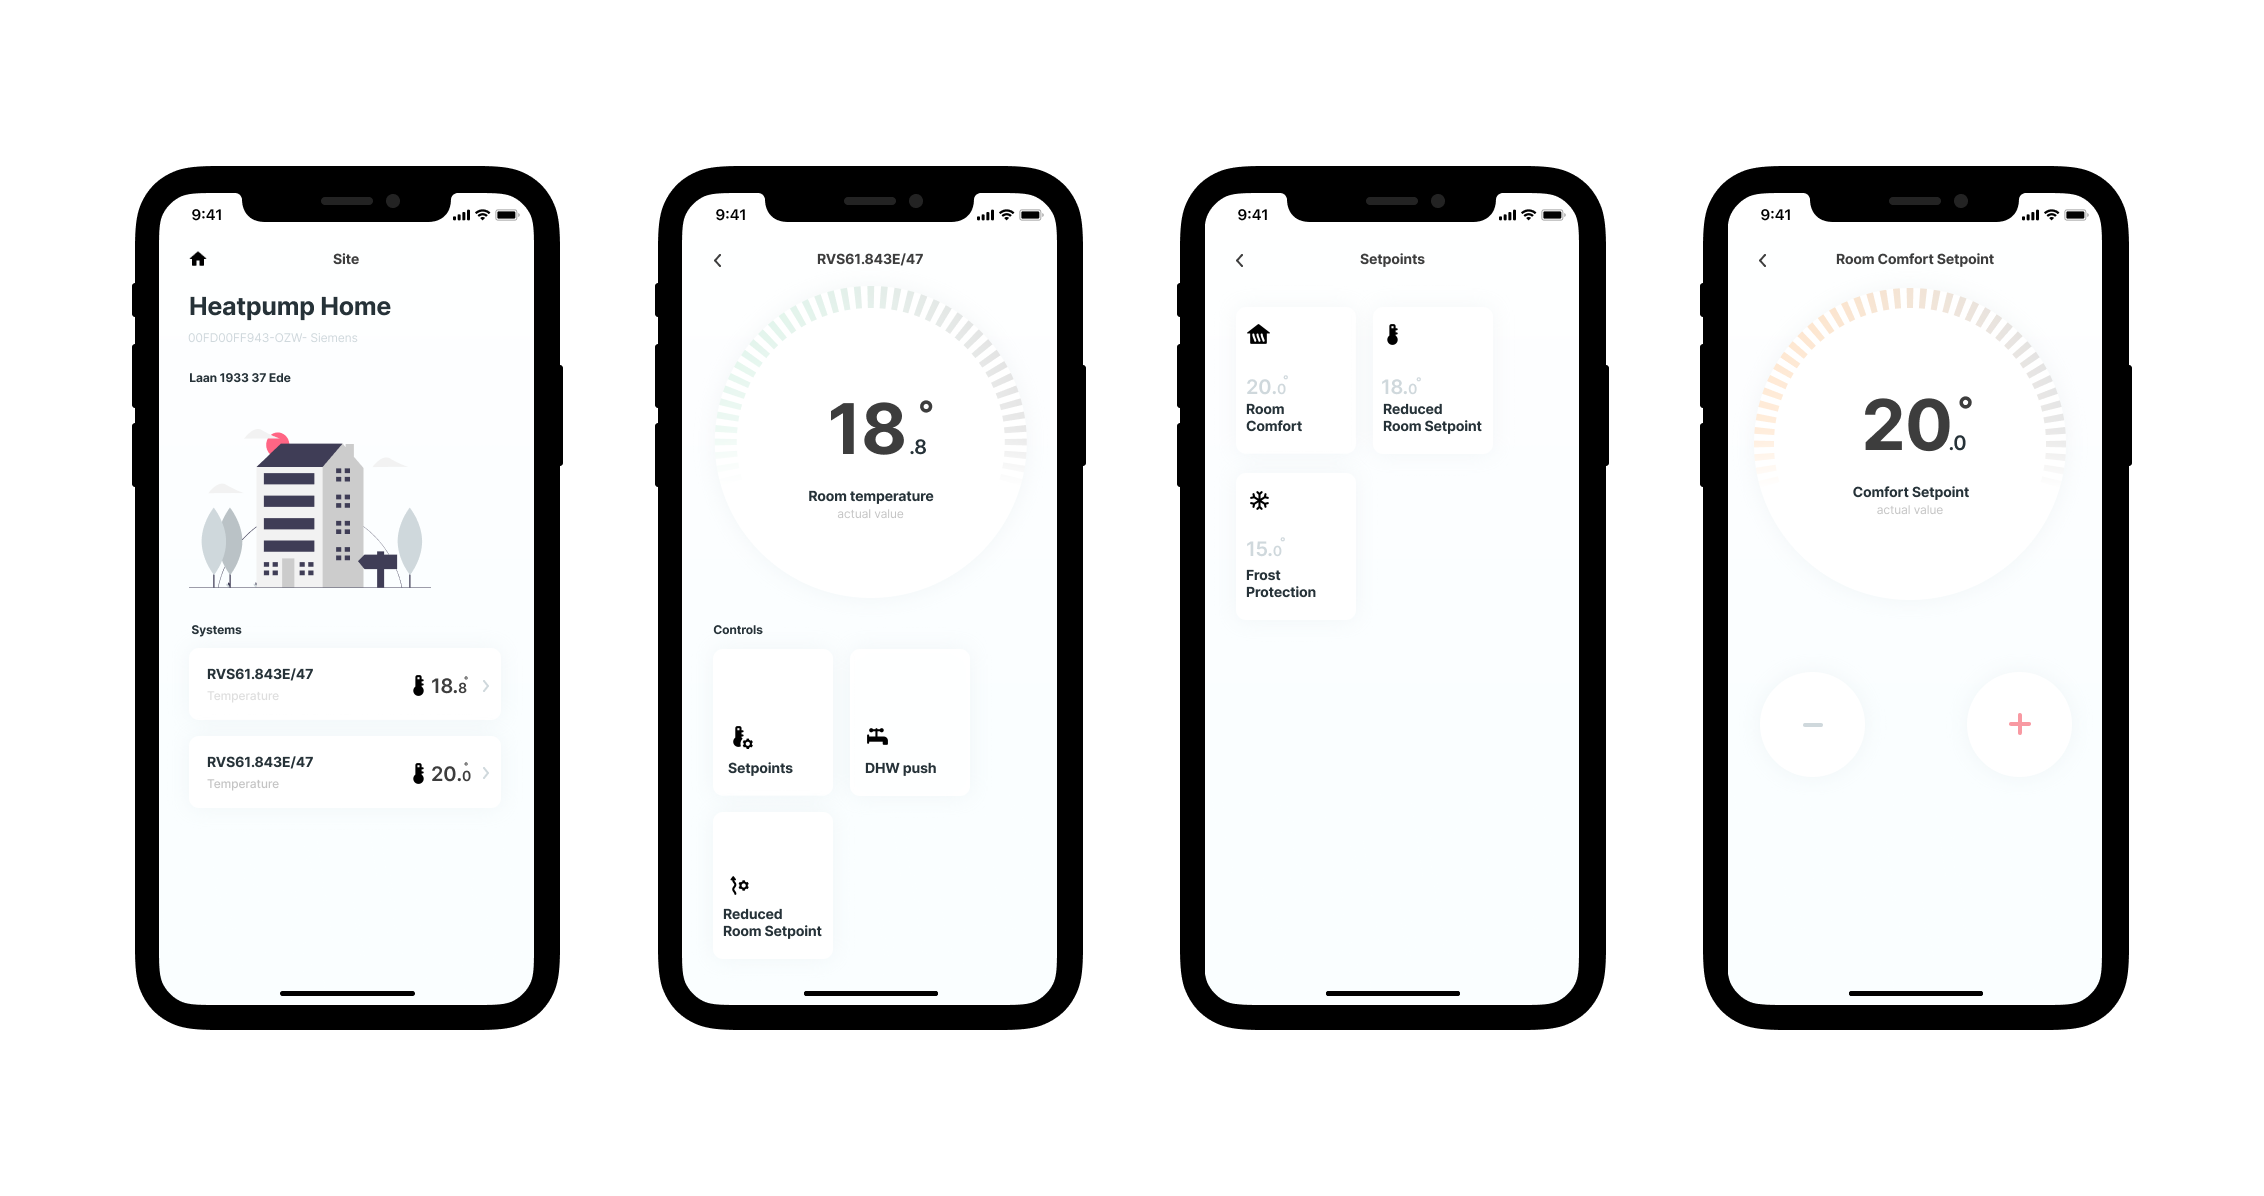 9:41
Site
Heatpump Home
00FD00FF943-OZW- Siemens
Laan 1933 37 Ede
Systems
RVS61.843E/47
Temperature
18.8°
RVS61.843E/47
Temperature
20.0°
9:41
RVS61.843E/47
18.8°
Room temperature
actual value
Controls
Setpoints
DHW push
Reduced
Room Setpoint
9:41
Setpoints
20.0°
Room
Comfort
18.0°
Reduced
Room Setpoint
15.0°
Frost
Protection
9:41
Room Comfort Setpoint
20.0°
Comfort Setpoint
actual value